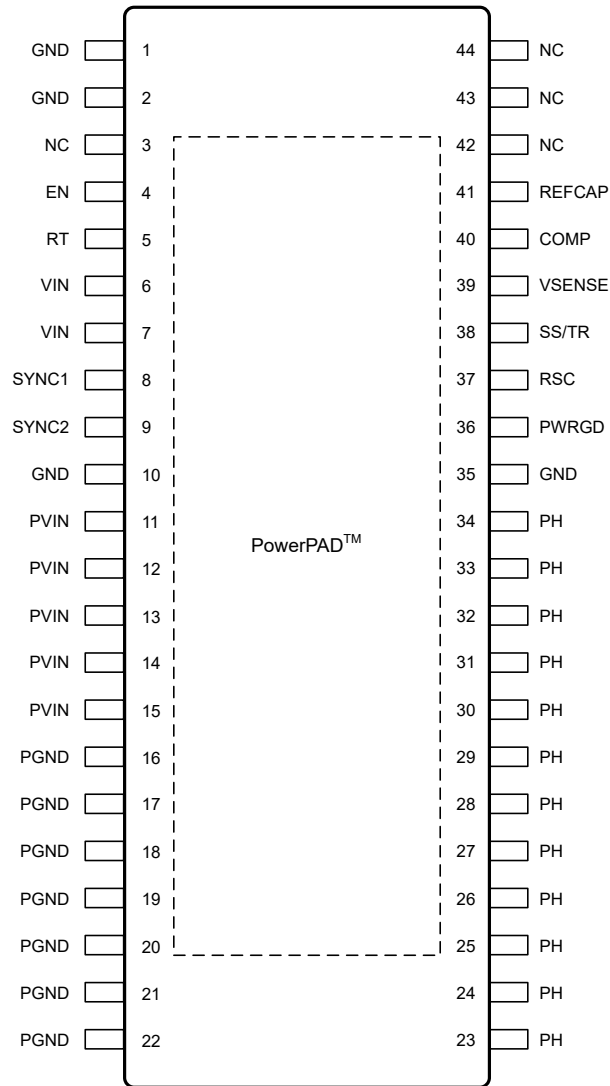 GND 1 44 NC
GND 2 43 NC
NC 3 42 NC
EN 4 41 REFCAP
RT 5 40 COMP
VIN 6 39 VSENSE
VIN 7 38 SS/TR
SYNC1 8 37 RSC
SYNC2 9 36 PWRGD
GND 10 35 GND
PVIN 11 34 PH
PVIN 12 33 PH
PowerPAD™
PVIN 13 32 PH
PVIN 14 31 PH
PVIN 15 30 PH
PGND 16 29 PH
PGND 17 28 PH
PGND 18 27 PH
PGND 19 26 PH
PGND 20 25 PH
PGND 21 24 PH
PGND 22 23 PH